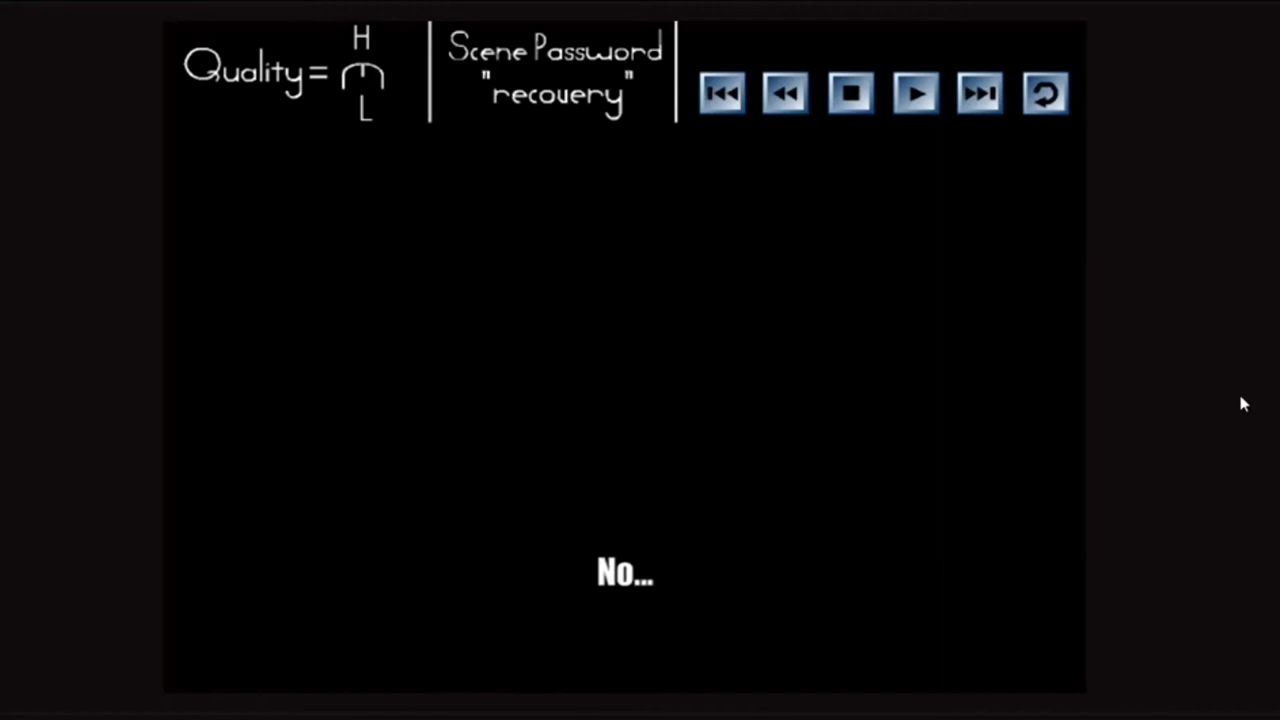 H
Quality =
M
L
Scene Password
"recovery"
No...